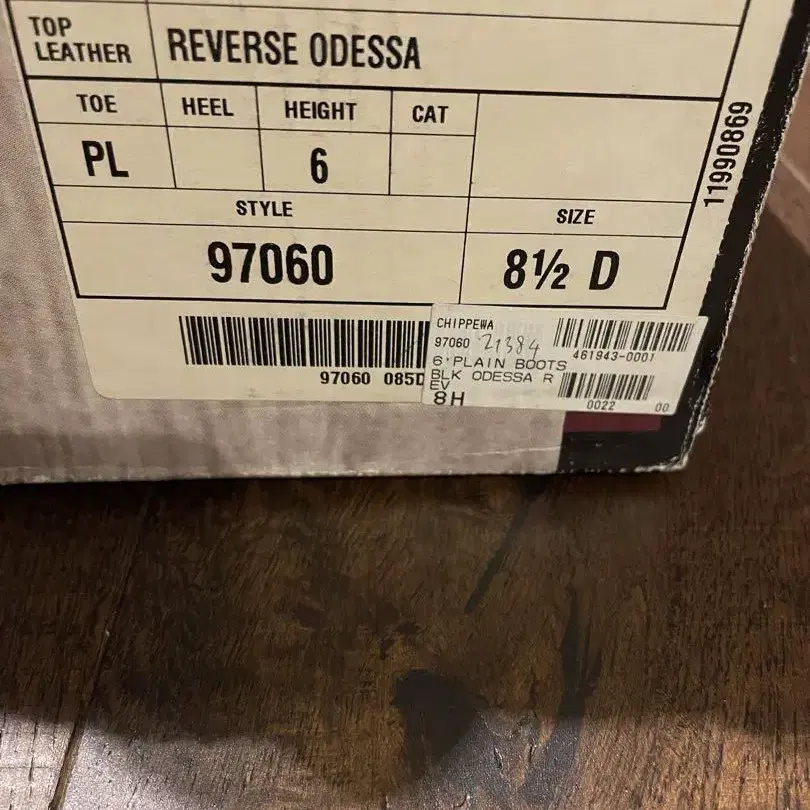 TOP
LEATHER
REVERSE ODESSA
TOE
HEEL
HEIGHT
CAT
PL
6
STYLE
SIZE
97060
8½ D
11990869
97060 085D
CHIPPEWA
97060 21384
461943-0001
6"PLAIN BOOTS
BLK ODESSA R
EV
8H
0022
00